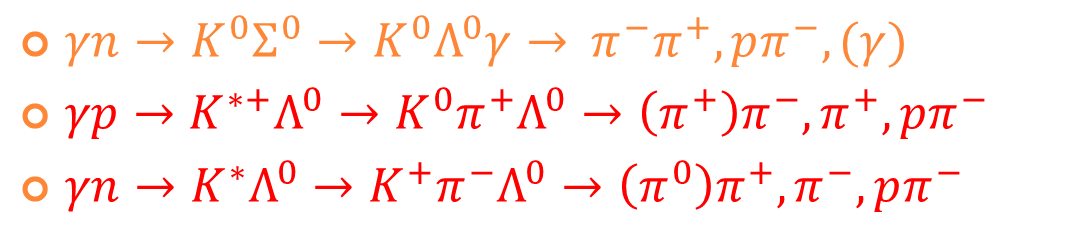 γn → K⁰Σ⁰ → K⁰Λ⁰γ → π⁻π⁺, pπ⁻, (γ)
γp → K*⁺Λ⁰ → K⁰π⁺Λ⁰ → (π⁺)π⁻, π⁺, pπ⁻
γn → K*Λ⁰ → K⁺π⁻Λ⁰ → (π⁰)π⁺, π⁻, pπ⁻